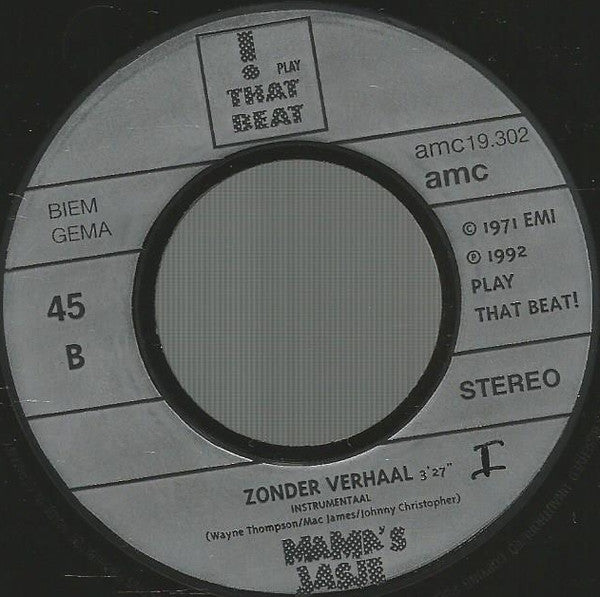 ! PLAY
THAT
BEAT
amc19.302
amc
BIEM
GEMA
© 1971 EMI
℗ 1992
PLAY
THAT BEAT!
45
B
STEREO
ZONDER VERHAAL 3'27"
INSTRUMENTAAL
(Wayne Thompson/Mac James/Johnny Christopher)
MAMA'S
JASJE
I